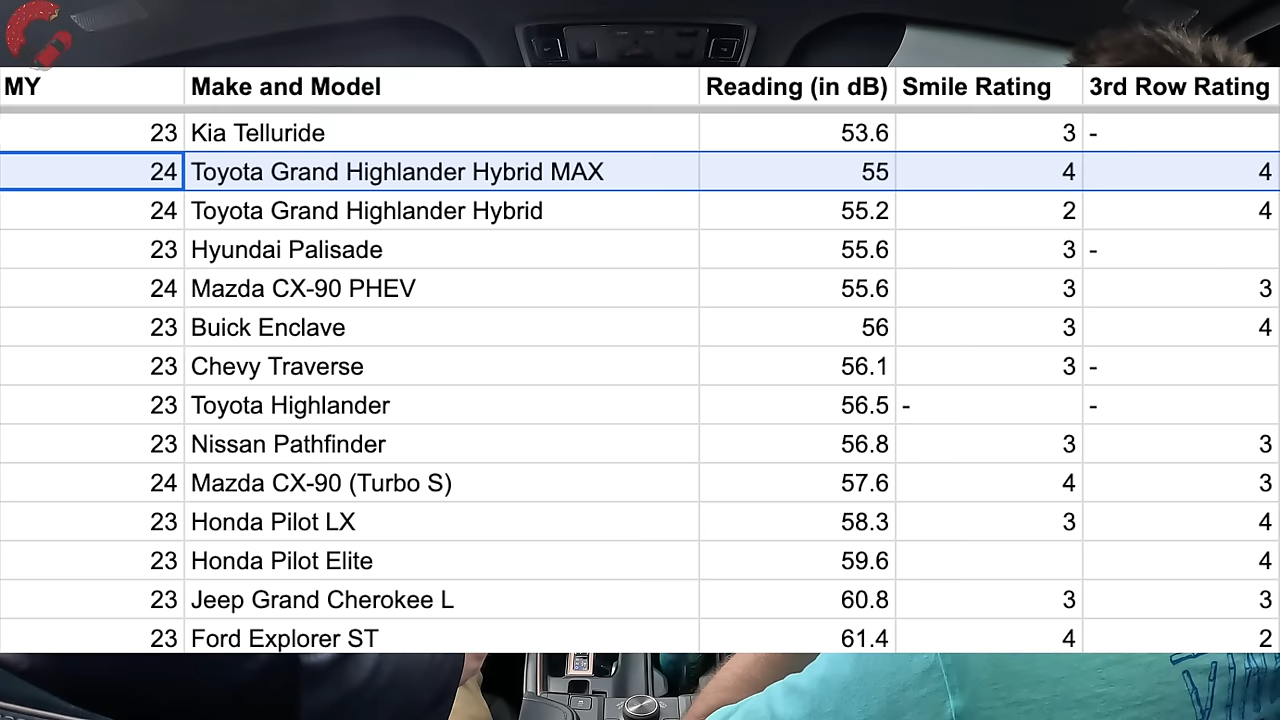 MY Make and Model Reading (in dB) Smile Rating 3rd Row Rating
23 Kia Telluride 53.6 3 -
24 Toyota Grand Highlander Hybrid MAX 55 4 4
24 Toyota Grand Highlander Hybrid 55.2 2 4
23 Hyundai Palisade 55.6 3 -
24 Mazda CX-90 PHEV 55.6 3 3
23 Buick Enclave 56 3 4
23 Chevy Traverse 56.1 3 -
23 Toyota Highlander 56.5 - -
23 Nissan Pathfinder 56.8 3 3
24 Mazda CX-90 (Turbo S) 57.6 4 3
23 Honda Pilot LX 58.3 3 4
23 Honda Pilot Elite 59.6 4
23 Jeep Grand Cherokee L 60.8 3 3
23 Ford Explorer ST 61.4 4 2